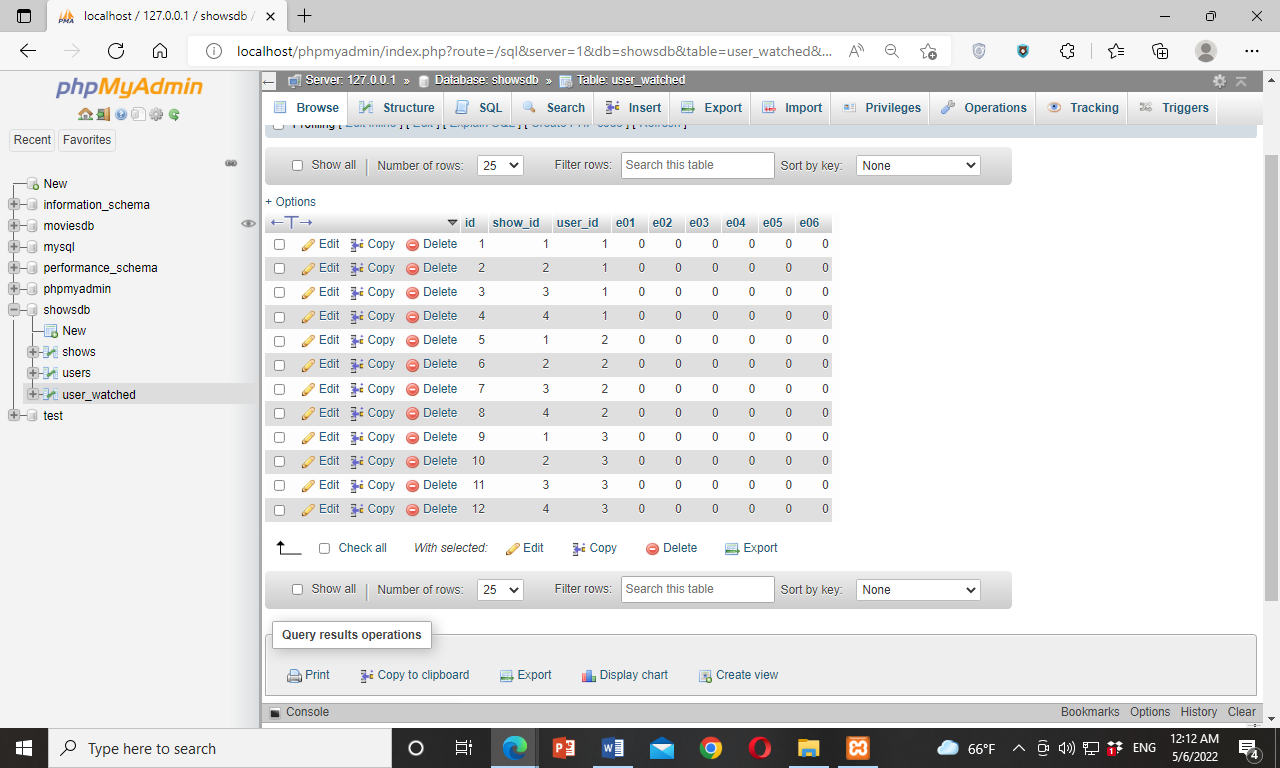 localhost / 127.0.0.1 / showsdb /
localhost/phpmyadmin/index.php?route=/sql&server=1&db=showsdb&table=user_watched&...
phpMyAdmin
Recent Favorites
New
information_schema
moviesdb
mysql
performance_schema
phpmyadmin
showsdb
New
shows
users
user_watched
test
Server: 127.0.0.1 » Database: showsdb » Table: user_watched
Browse Structure SQL Search Insert Export Import Privileges Operations Tracking Triggers
Profiling [ Edit inline ] [ Edit ] [ Explain SQL ] [ Create PHP code ] [ Refresh ]
Show all Number of rows: 25 Filter rows: Search this table Sort by key: None
+ Options
id show_id user_id e01 e02 e03 e04 e05 e06
Edit Copy Delete 1 1 1 0 0 0 0 0 0
Edit Copy Delete 2 2 1 0 0 0 0 0 0
Edit Copy Delete 3 3 1 0 0 0 0 0 0
Edit Copy Delete 4 4 1 0 0 0 0 0 0
Edit Copy Delete 5 1 2 0 0 0 0 0 0
Edit Copy Delete 6 2 2 0 0 0 0 0 0
Edit Copy Delete 7 3 2 0 0 0 0 0 0
Edit Copy Delete 8 4 2 0 0 0 0 0 0
Edit Copy Delete 9 1 3 0 0 0 0 0 0
Edit Copy Delete 10 2 3 0 0 0 0 0 0
Edit Copy Delete 11 3 3 0 0 0 0 0 0
Edit Copy Delete 12 4 3 0 0 0 0 0 0
Check all With selected: Edit Copy Delete Export
Show all Number of rows: 25 Filter rows: Search this table Sort by key: None
Query results operations
Print Copy to clipboard Export Display chart Create view
Console Bookmarks Options History Clear
Type here to search
66°F ENG
12:12 AM
5/6/2022
4